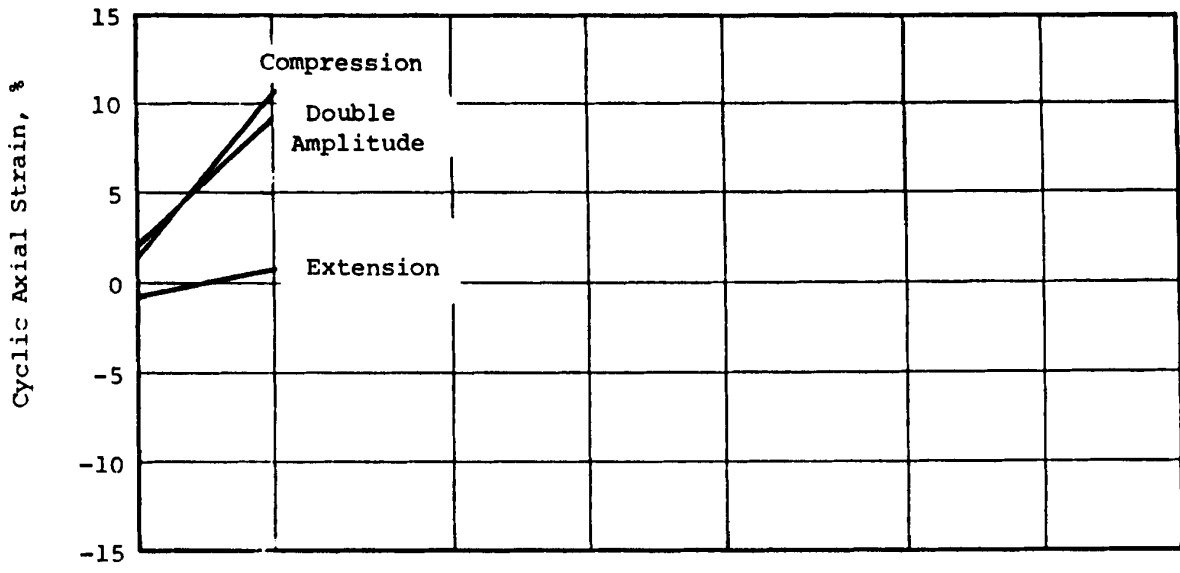 15
Compression
10
Double
Amplitude
5
Extension
0
-5
-10
-15
Cyclic Axial Strain, %